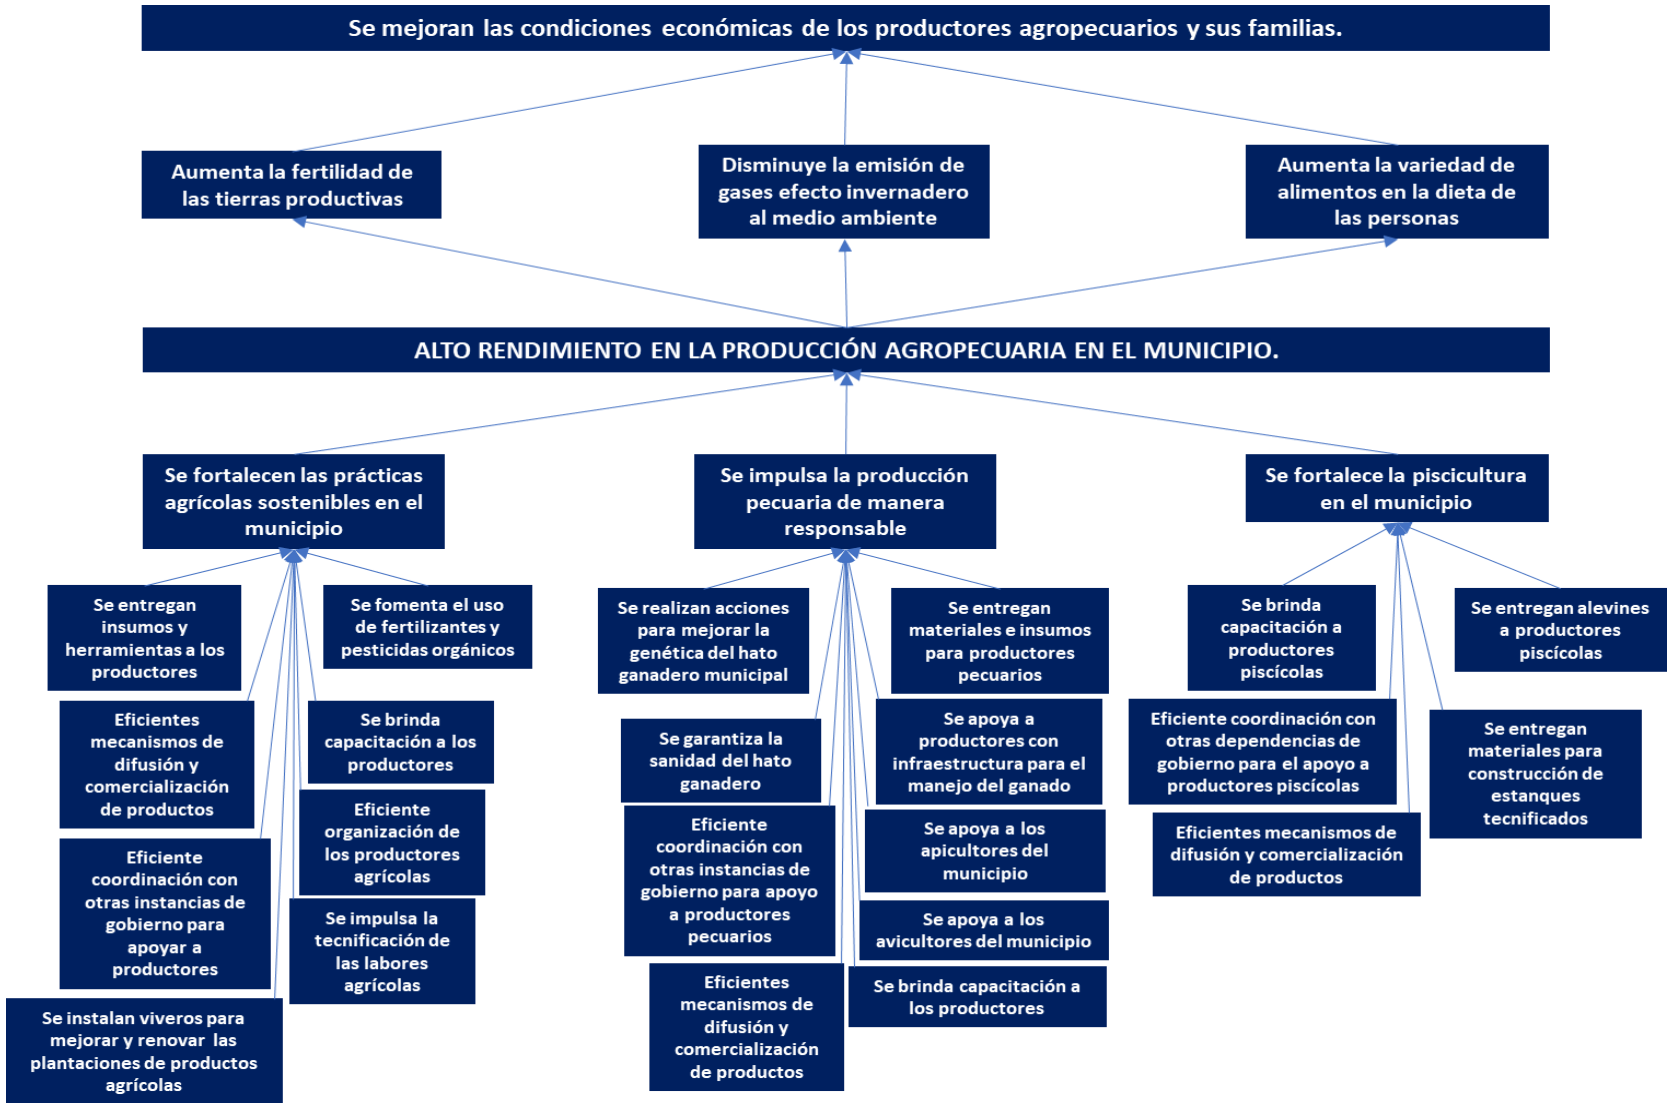 Se mejoran las condiciones económicas de los productores agropecuarios y sus familias.
Aumenta la fertilidad de
las tierras productivas
Disminuye la emisión de
gases efecto invernadero
al medio ambiente
Aumenta la variedad de
alimentos en la dieta de
las personas
ALTO RENDIMIENTO EN LA PRODUCCIÓN AGROPECUARIA EN EL MUNICIPIO.
Se fortalecen las prácticas
agrícolas sostenibles en el
municipio
Se impulsa la producción
pecuaria de manera
responsable
Se fortalece la piscicultura
en el municipio
Se entregan
insumos y
herramientas a los
productores
Se fomenta el uso
de fertilizantes y
pesticidas orgánicos
Eficientes
mecanismos de
difusión y
comercialización
de productos
Se brinda
capacitación a los
productores
Eficiente
organización de
los productores
agrícolas
Eficiente
coordinación con
otras instancias de
gobierno para
apoyar a
productores
Se impulsa la
tecnificación de
las labores
agrícolas
Se instalan viveros para
mejorar y renovar las
plantaciones de productos
agrícolas
Se realizan acciones
para mejorar la
genética del hato
ganadero municipal
Se entregan
materiales e insumos
para productores
pecuarios
Se garantiza la
sanidad del hato
ganadero
Se apoya a
productores con
infraestructura para el
manejo del ganado
Eficiente
coordinación con
otras instancias de
gobierno para apoyo
a productores
pecuarios
Se apoya a los
apicultores del
municipio
Se apoya a los
avicultores del municipio
Eficientes
mecanismos de
difusión y
comercialización
de productos
Se brinda capacitación a
los productores
Se brinda
capacitación a
productores
piscícolas
Se entregan alevines
a productores
piscícolas
Eficiente coordinación con
otras dependencias de
gobierno para el apoyo a
productores piscícolas
Se entregan
materiales para
construcción de
estanques
tecnificados
Eficientes mecanismos de
difusión y comercialización
de productos